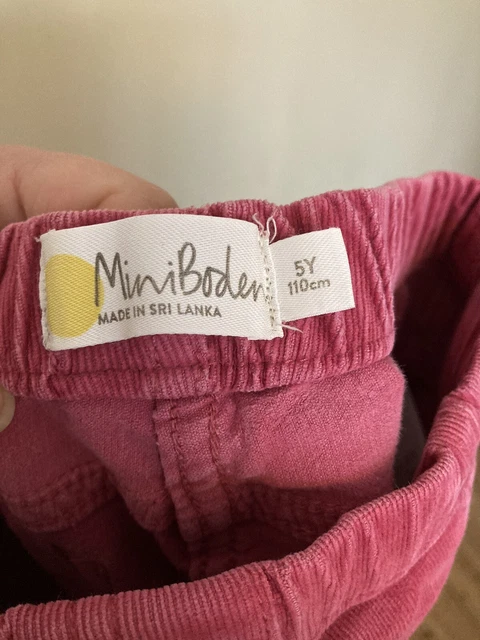 MiniBoden
MADE IN SRI LANKA
5Y
110cm